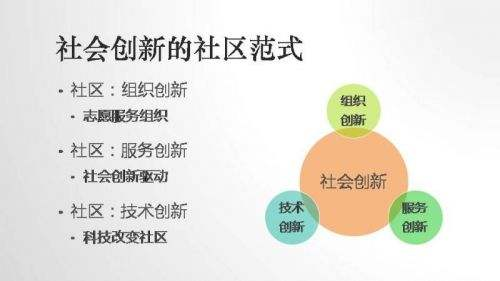 社会创新的社区范式
社区：组织创新
志愿服务组织
社区：服务创新
社会创新驱动
社区：技术创新
科技改变社区
组织
创新
社会创新
技术
创新
服务
创新